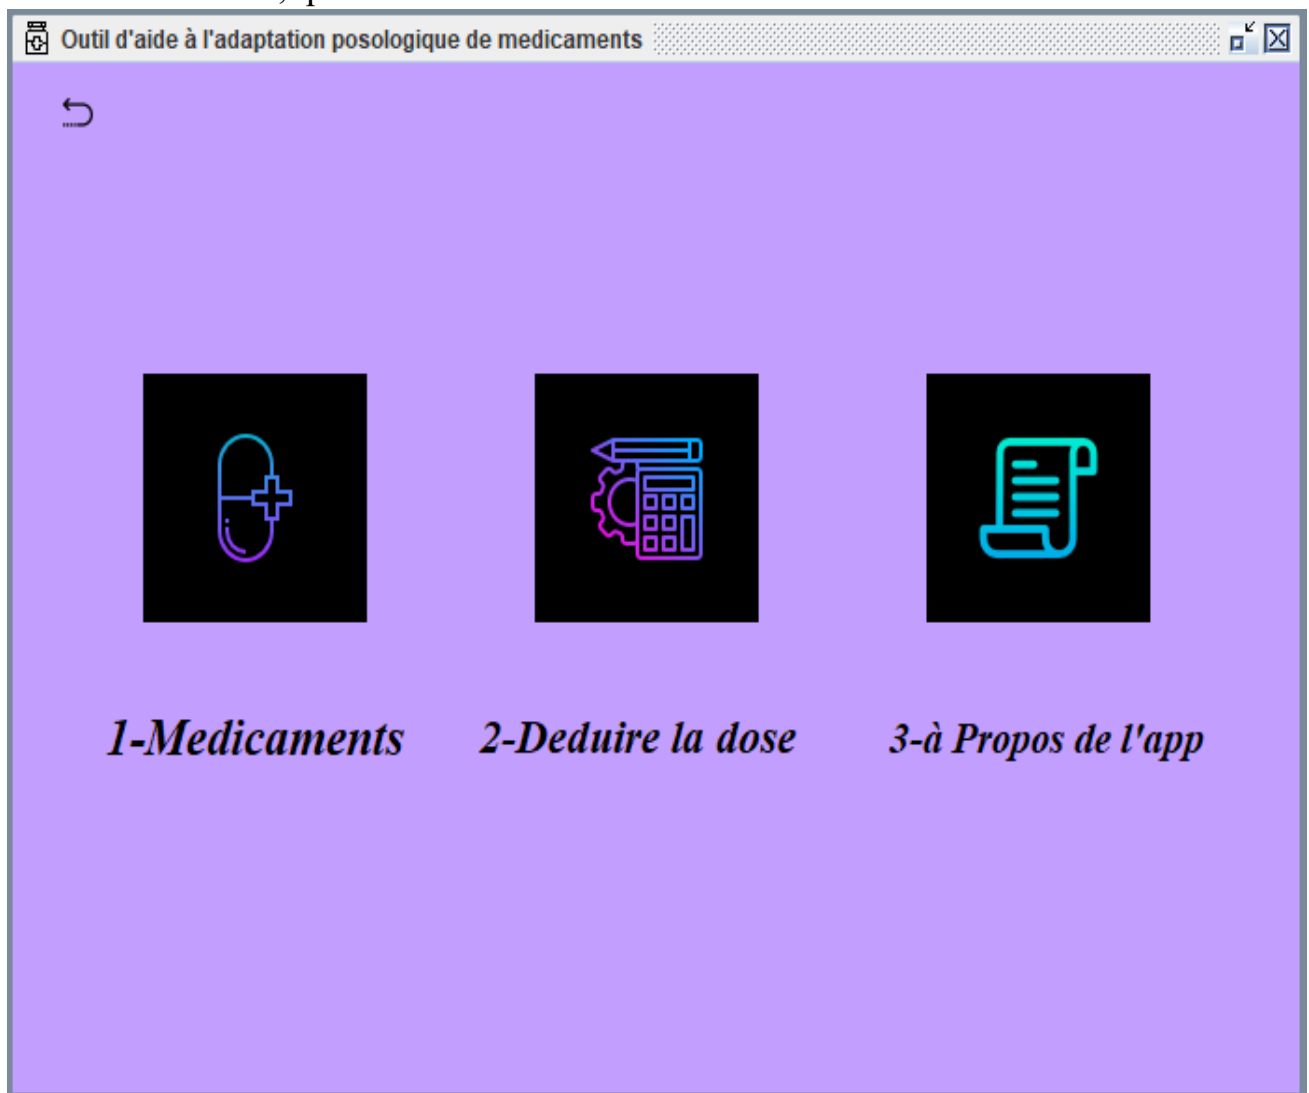 Outil d'aide à l'adaptation posologique de medicaments
1-Medicaments
2-Deduire la dose
3-à Propos de l'app